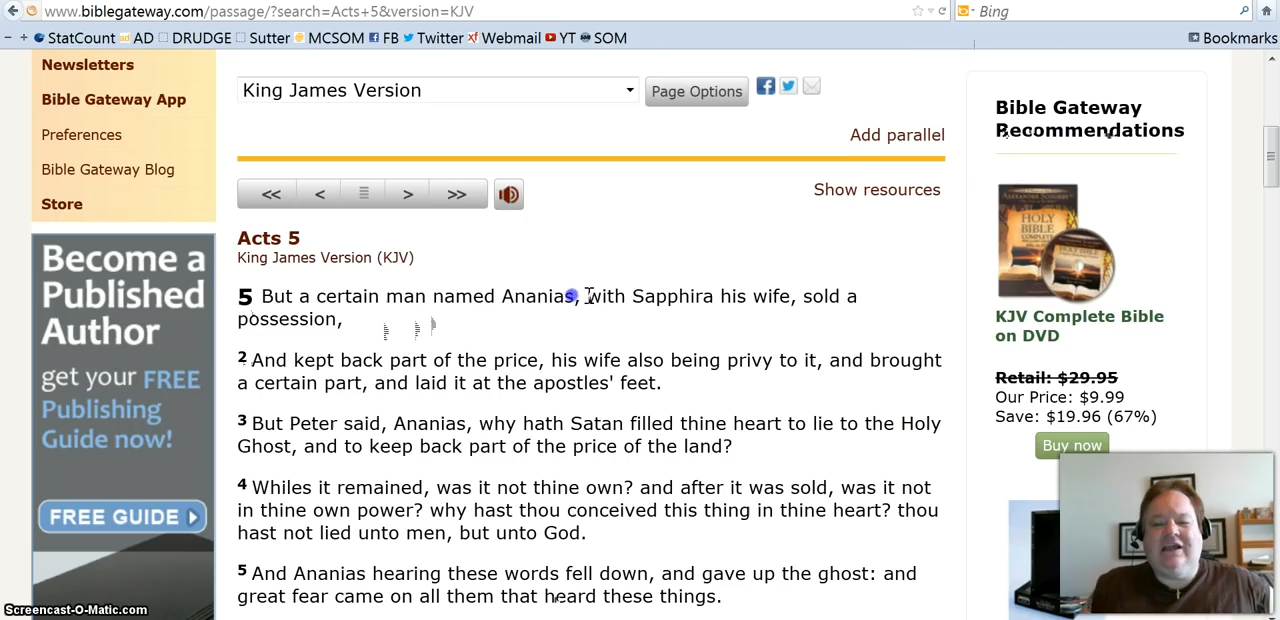 www.biblegateway.com/passage/?search=Acts+5&version=KJV
Bing
StatCount AD DRUDGE Sutter MCSOM FB Twitter Webmail YT SOM
Bookmarks
Newsletters
Bible Gateway App
Preferences
Bible Gateway Blog
Store
Become a
Published
Author
get your FREE
Publishing
Guide now!
FREE GUIDE
King James Version
Page Options
Add parallel
<< < > >>
Show resources
Acts 5
King James Version (KJV)
5 But a certain man named Ananias, with Sapphira his wife, sold a
possession,
2 And kept back part of the price, his wife also being privy to it, and brought
a certain part, and laid it at the apostles' feet.
3 But Peter said, Ananias, why hath Satan filled thine heart to lie to the Holy
Ghost, and to keep back part of the price of the land?
4 Whiles it remained, was it not thine own? and after it was sold, was it not
in thine own power? why hast thou conceived this thing in thine heart? thou
hast not lied unto men, but unto God.
5 And Ananias hearing these words fell down, and gave up the ghost: and
great fear came on all them that heard these things.
Bible Gateway
Recommendations
HOLY
BIBLE
KJV Complete Bible
on DVD
Retail: $29.95
Our Price: $9.99
Save: $19.96 (67%)
Buy now
Screencast-O-Matic.com